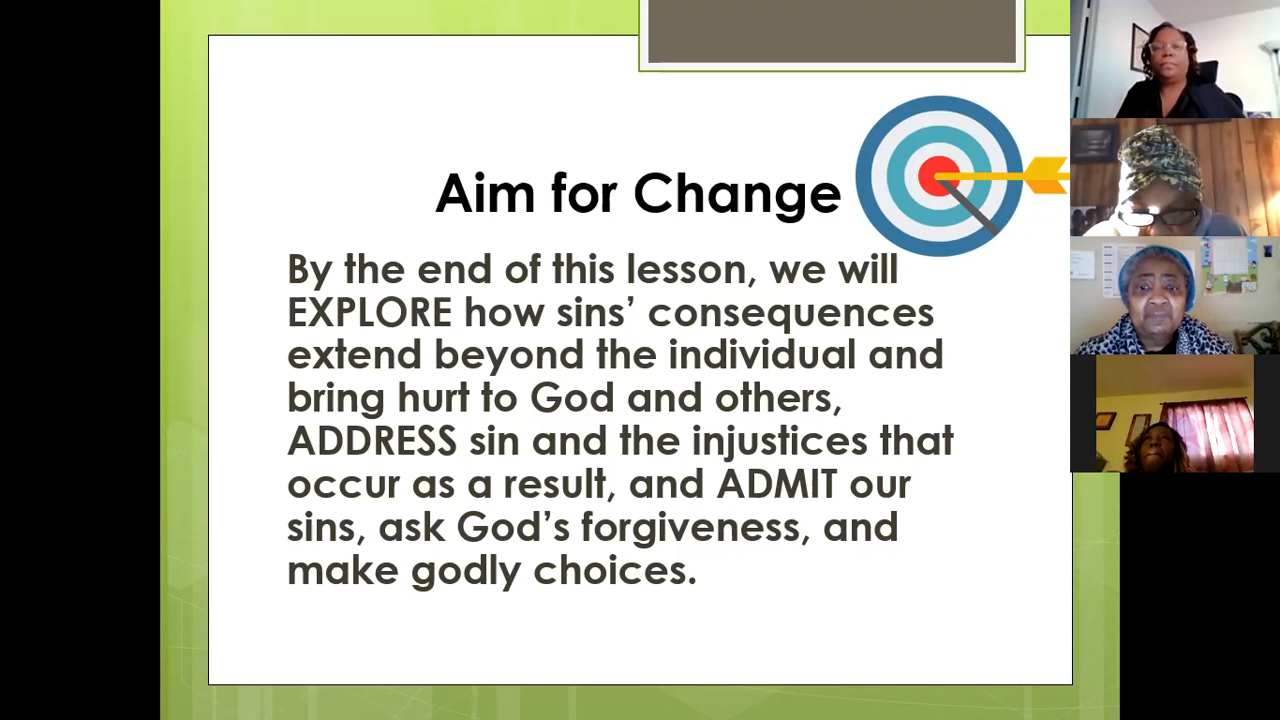 Aim for Change
By the end of this lesson, we will
EXPLORE how sins’ consequences
extend beyond the individual and
bring hurt to God and others,
ADDRESS sin and the injustices that
occur as a result, and ADMIT our
sins, ask God’s forgiveness, and
make godly choices.